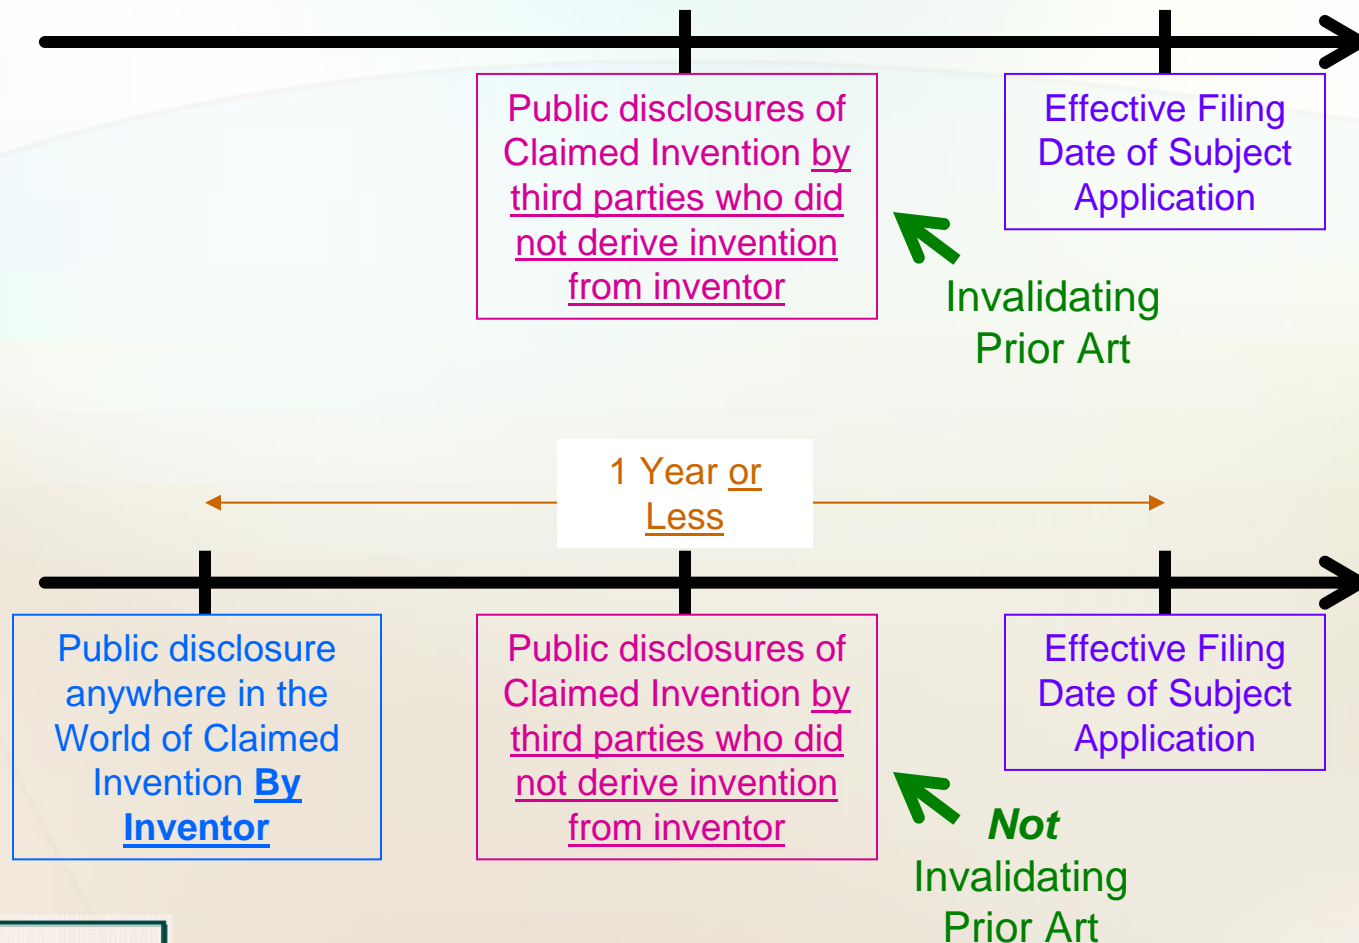 Public disclosures of
Claimed Invention by
third parties who did
not derive invention
from inventor
Effective Filing
Date of Subject
Application
Invalidating
Prior Art
1 Year or
Less
Public disclosure
anywhere in the
World of Claimed
Invention By
Inventor
Public disclosures of
Claimed Invention by
third parties who did
not derive invention
from inventor
Effective Filing
Date of Subject
Application
Not
Invalidating
Prior Art